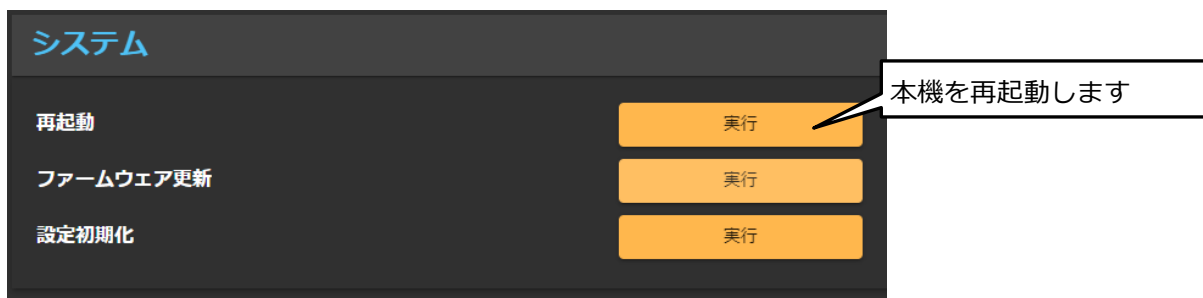 システム
本機を再起動します
再起動 実行
ファームウェア更新 実行
設定初期化 実行